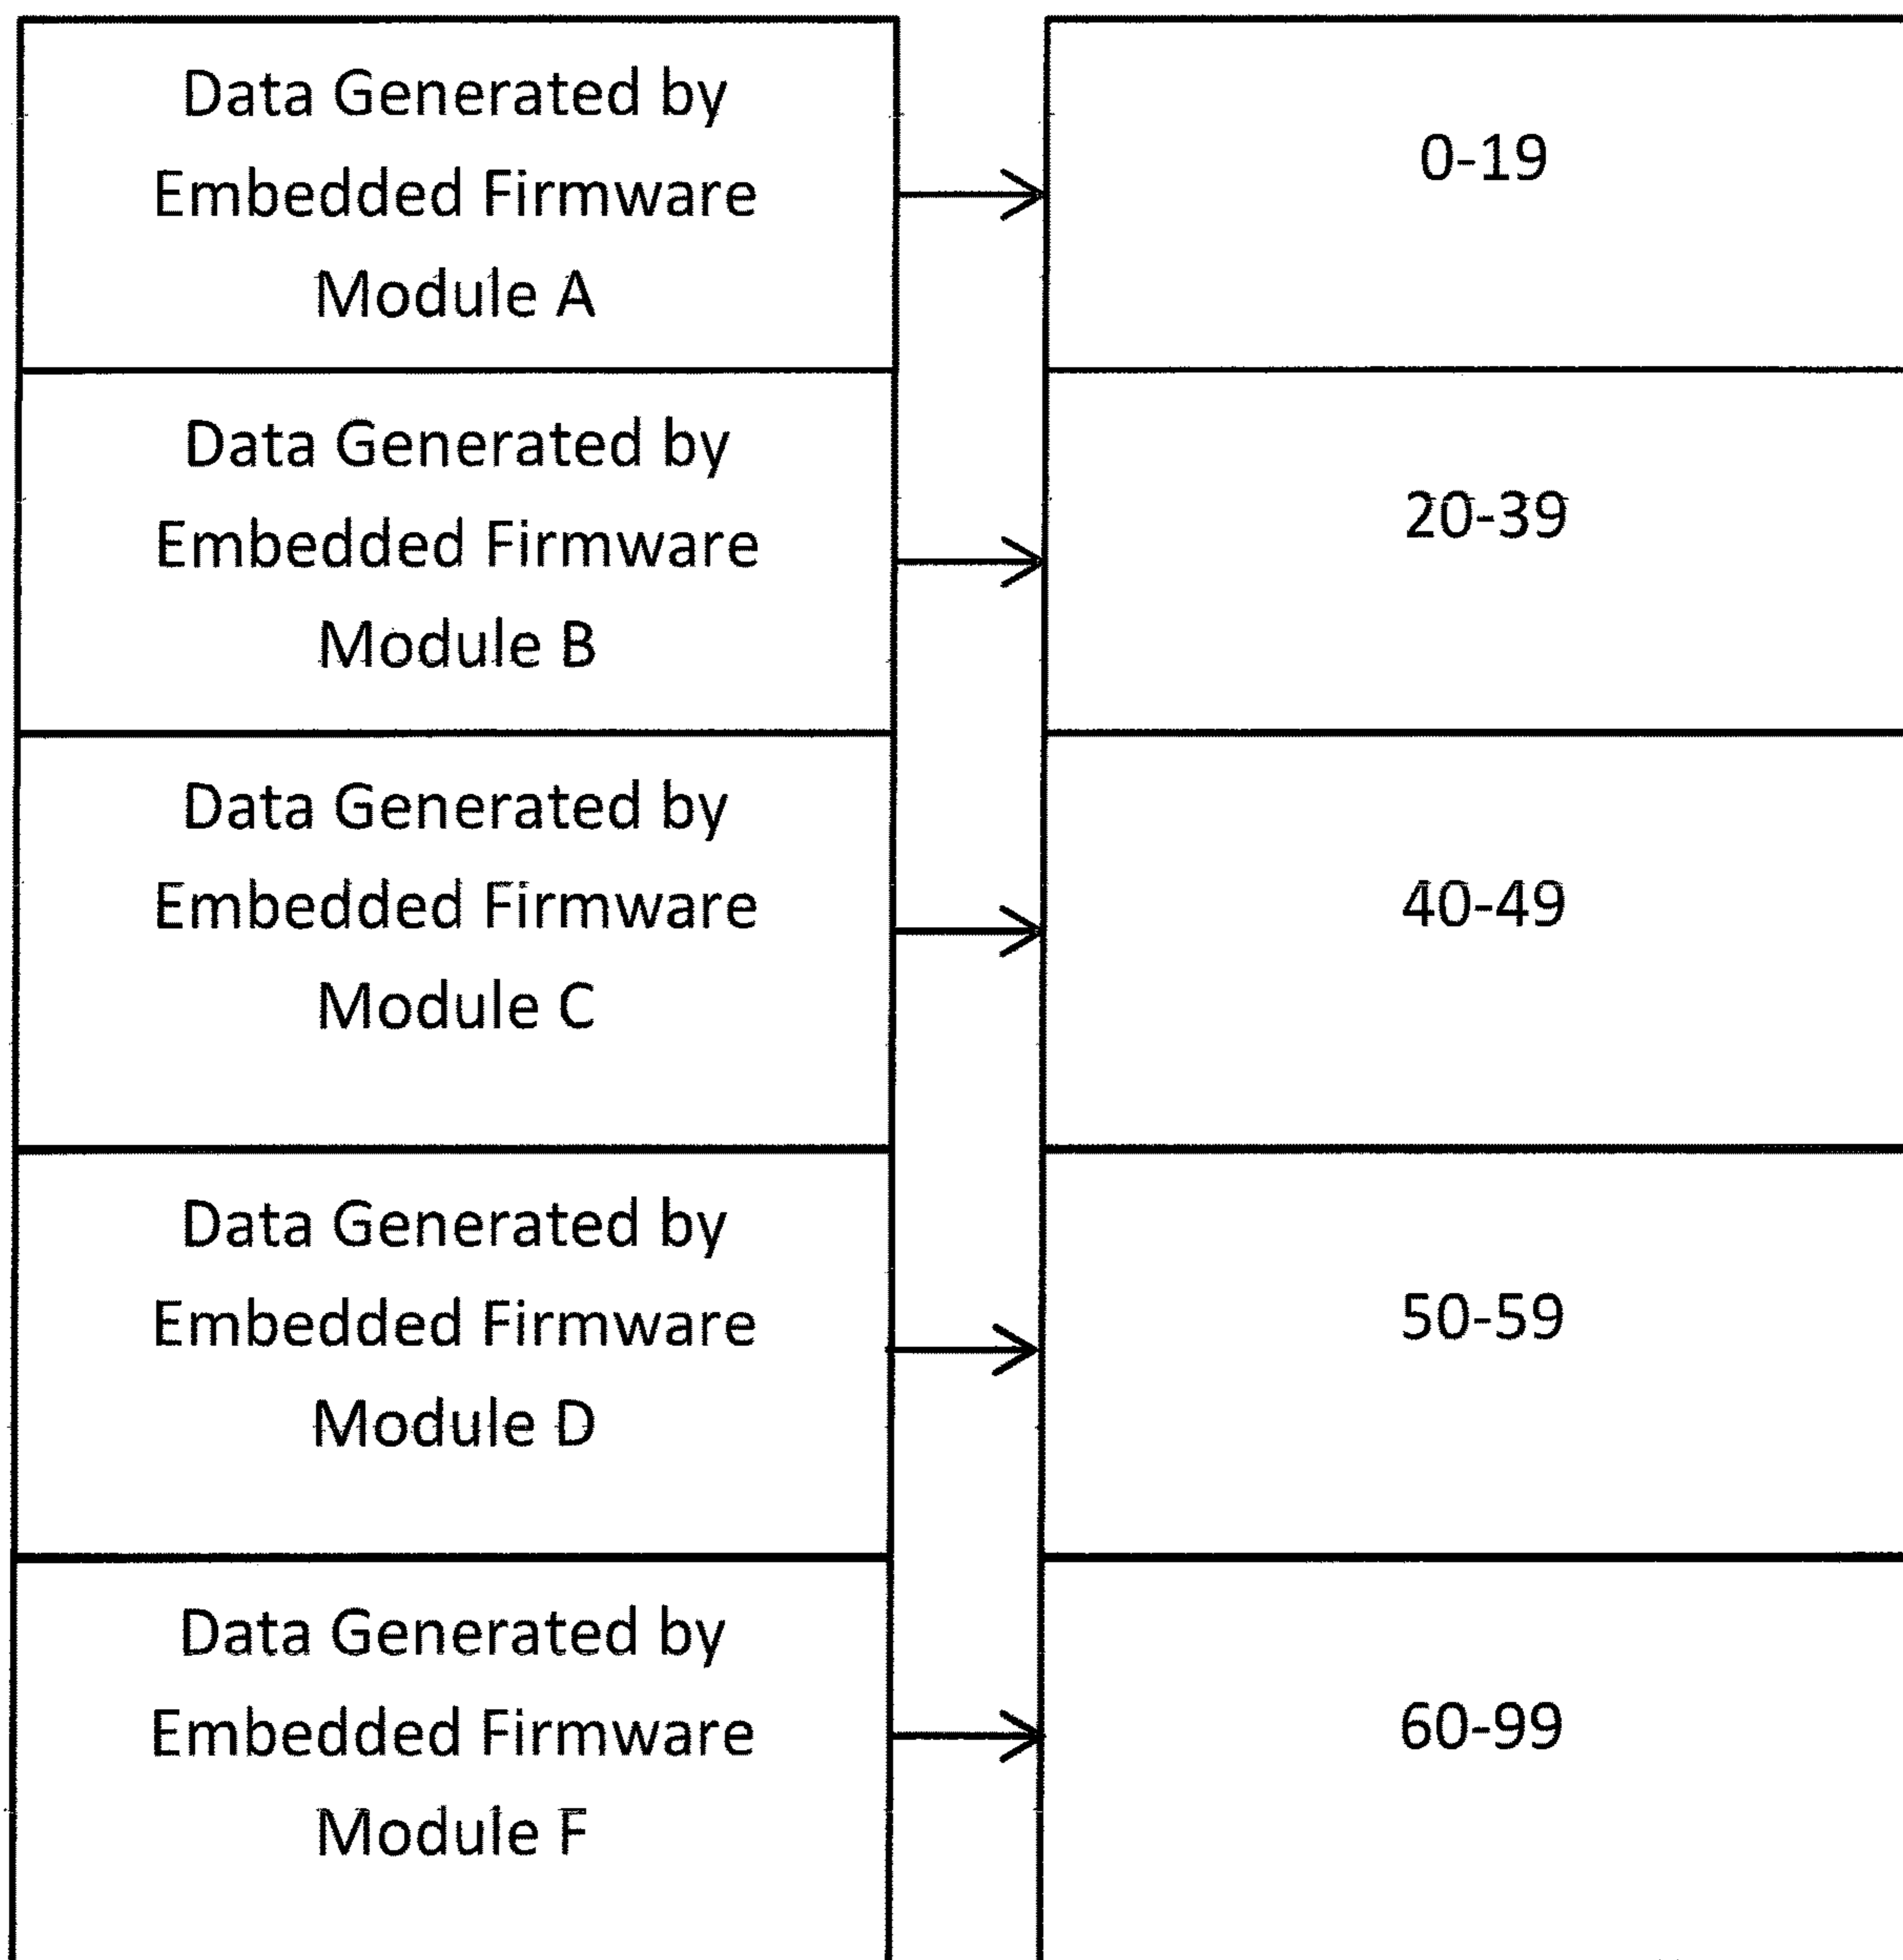 Data Generated by
Embedded Firmware
Module A
0-19
Data Generated by
Embedded Firmware
Module B
20-39
Data Generated by
Embedded Firmware
Module C
40-49
Data Generated by
Embedded Firmware
Module D
50-59
Data Generated by
Embedded Firmware
Module F
60-99